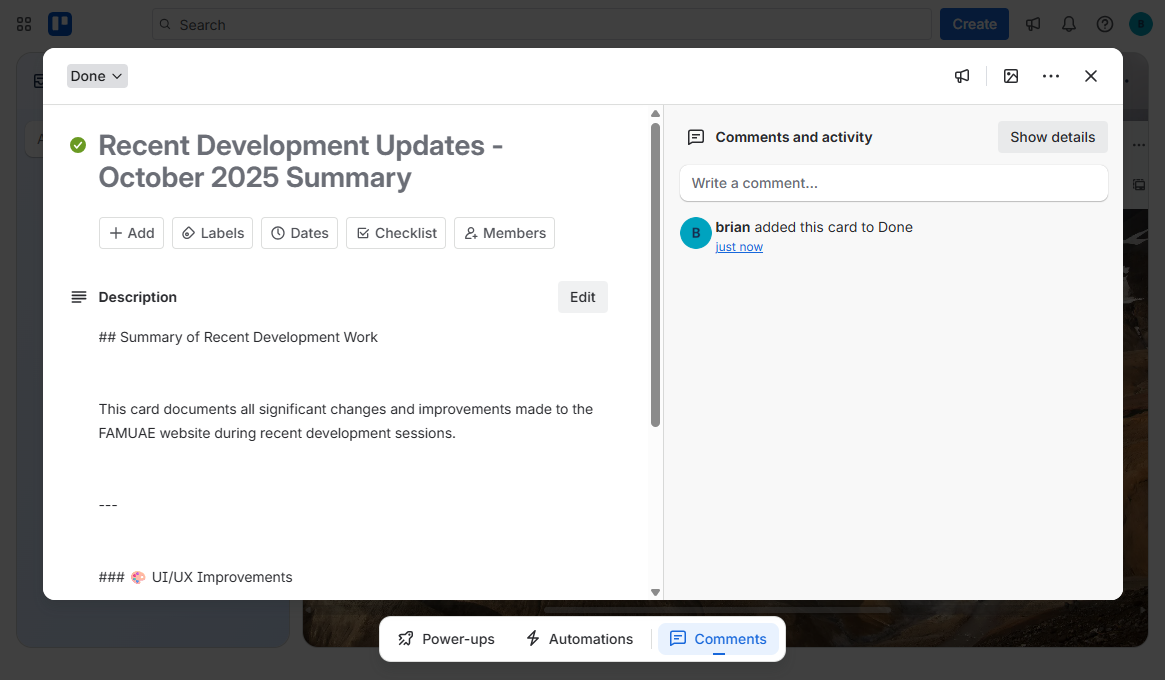 Search
Create
B
Done
Recent Development Updates -
October 2025 Summary
Add
Labels
Dates
Checklist
Members
Description
Edit
## Summary of Recent Development Work
This card documents all significant changes and improvements made to the
FAMUAE website during recent development sessions.
---
### 🎨 UI/UX Improvements
Comments and activity
Show details
Write a comment...
B
brian added this card to Done
just now
Power-ups
Automations
Comments